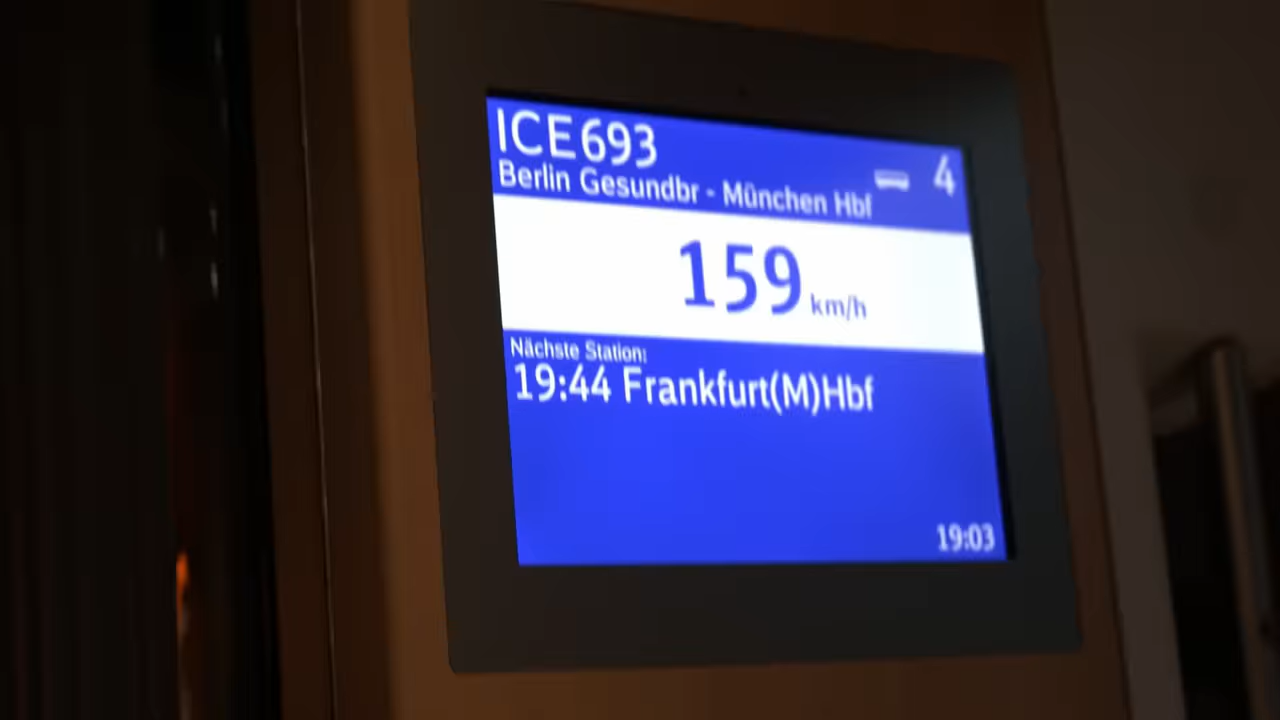 ICE693
4
Berlin Gesundbr - München Hbf
159 km/h
Nächste Station:
19:44 Frankfurt(M)Hbf
19:03